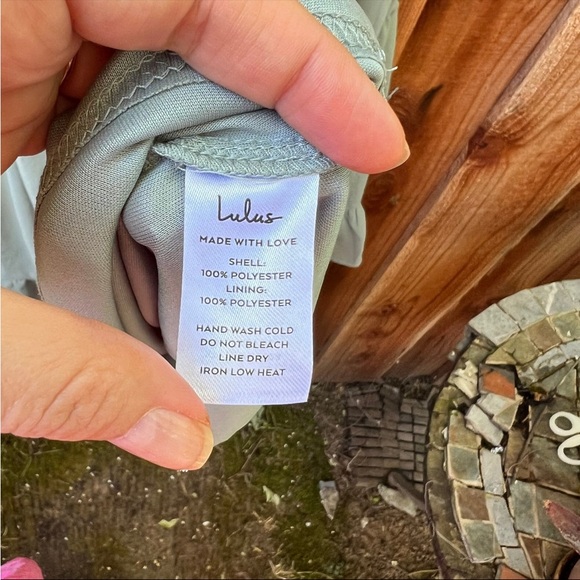 Lulus
MADE WITH LOVE
SHELL:
100% POLYESTER
LINING:
100% POLYESTER
HAND WASH COLD
DO NOT BLEACH
LINE DRY
IRON LOW HEAT